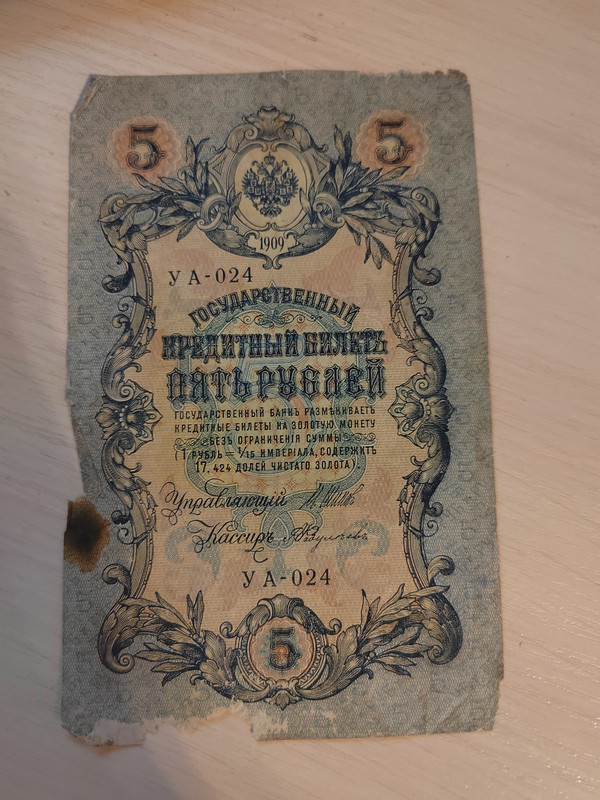 5 5
1909
УА-024
ГОСУДАРСТВЕННЫЙ
КРЕДИТНЫЙ БИЛЕТЪ
ПЯТЬ РУБЛЕЙ
ГОСУДАРСТВЕННЫЙ БАНКЪ РАЗМѢНИВАЕТЪ
КРЕДИТНЫЕ БИЛЕТЫ НА ЗОЛОТУЮ МОНЕТУ
БЕЗЪ ОГРАНИЧЕНІЯ СУММЫ
(1 РУБЛЬ = 1/15 ИМПЕРІАЛА, СОДЕРЖИТЪ
17,424 ДОЛЕЙ ЧИСТАГО ЗОЛОТА).
Управляющій И. Шиповъ
Кассиръ
УА-024
5